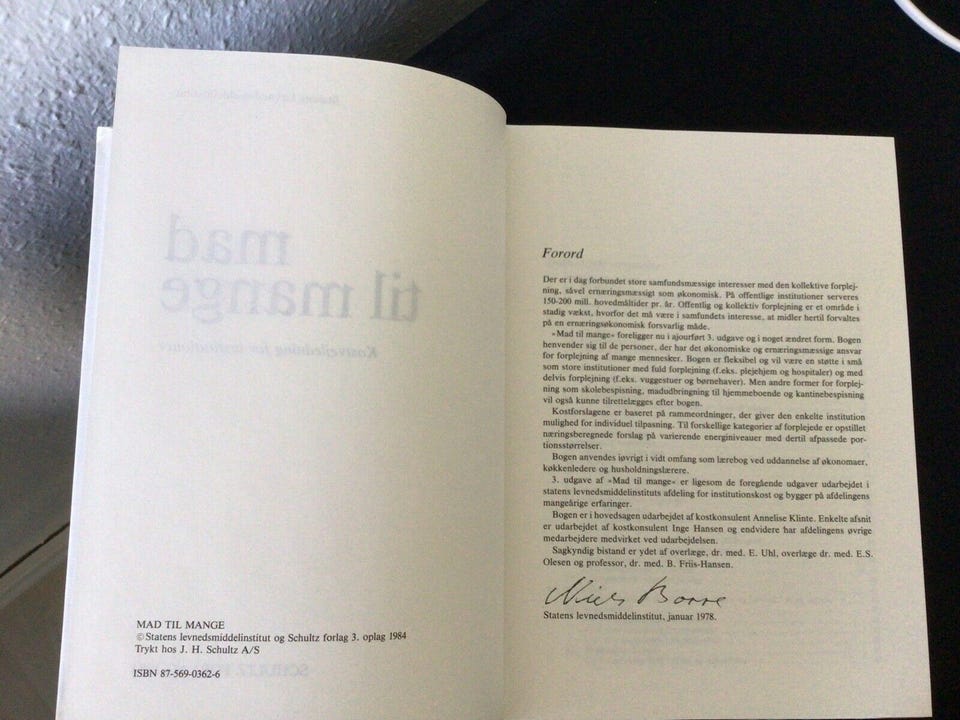 mad
til mange
Kostvejledning for institutioner
MAD TIL MANGE
©Statens levnedsmiddelinstitut og Schultz forlag 3. oplag 1984
Trykt hos J. H. Schultz A/S
ISBN 87-569-0362-6
SCHULTZ
Forord
Der er i dag forbundet store samfundsmæssige interesser med den kollektive forplej-
ning, såvel ernæringsmæssigt som økonomisk. På offentlige institutioner serveres
150-200 mill. hovedmåltider pr. år. Offentlig og kollektiv forplejning er et område i
stadig vækst, hvorfor det må være i samfundets interesse, at midler hertil forvaltes
på en ernæringsøkonomisk forsvarlig måde.
»Mad til mange« foreligger nu i ajourført 3. udgave og i noget ændret form. Bogen
henvender sig til de personer, der har det økonomiske og ernæringsmæssige ansvar
for forplejning af mange mennesker. Bogen er fleksibel og vil være en støtte i små
som store institutioner med fuld forplejning (f.eks. plejehjem og hospitaler) og med
delvis forplejning (f.eks. vuggestuer og børnehaver). Men andre former for forplej-
ning som skolebespisning, madudbringning til hjemmeboende og kantinebespisning
vil også kunne tilrettelægges efter bogen.
Kostforslagene er baseret på rammeordninger, der giver den enkelte institution
mulighed for individuel tilpasning. Til forskellige kategorier af forplejede er opstillet
næringsberegnede forslag på varierende energiniveauer med dertil afpassede por-
tionsstørrelser.
Bogen anvendes iøvrigt i vidt omfang som lærebog ved uddannelse af økonomaer,
køkkenledere og husholdningslærere.
3. udgave af »Mad til mange« er ligesom de foregående udgaver udarbejdet i
statens levnedsmiddelinstituts afdeling for institutionskost og bygger på afdelingens
mangeårige erfaringer.
Bogen er i hovedsagen udarbejdet af kostkonsulent Annelise Klinte. Enkelte afsnit
er udarbejdet af kostkonsulent Inge Hansen og endvidere har afdelingens øvrige
medarbejdere medvirket ved udarbejdelsen.
Sagkyndig bistand er ydet af overlæge, dr. med. E. Uhl, overlæge dr. med. E.S.
Olesen og professor, dr. med. B. Friis-Hansen.
Niels Borre
Statens levnedsmiddelinstitut, januar 1978.